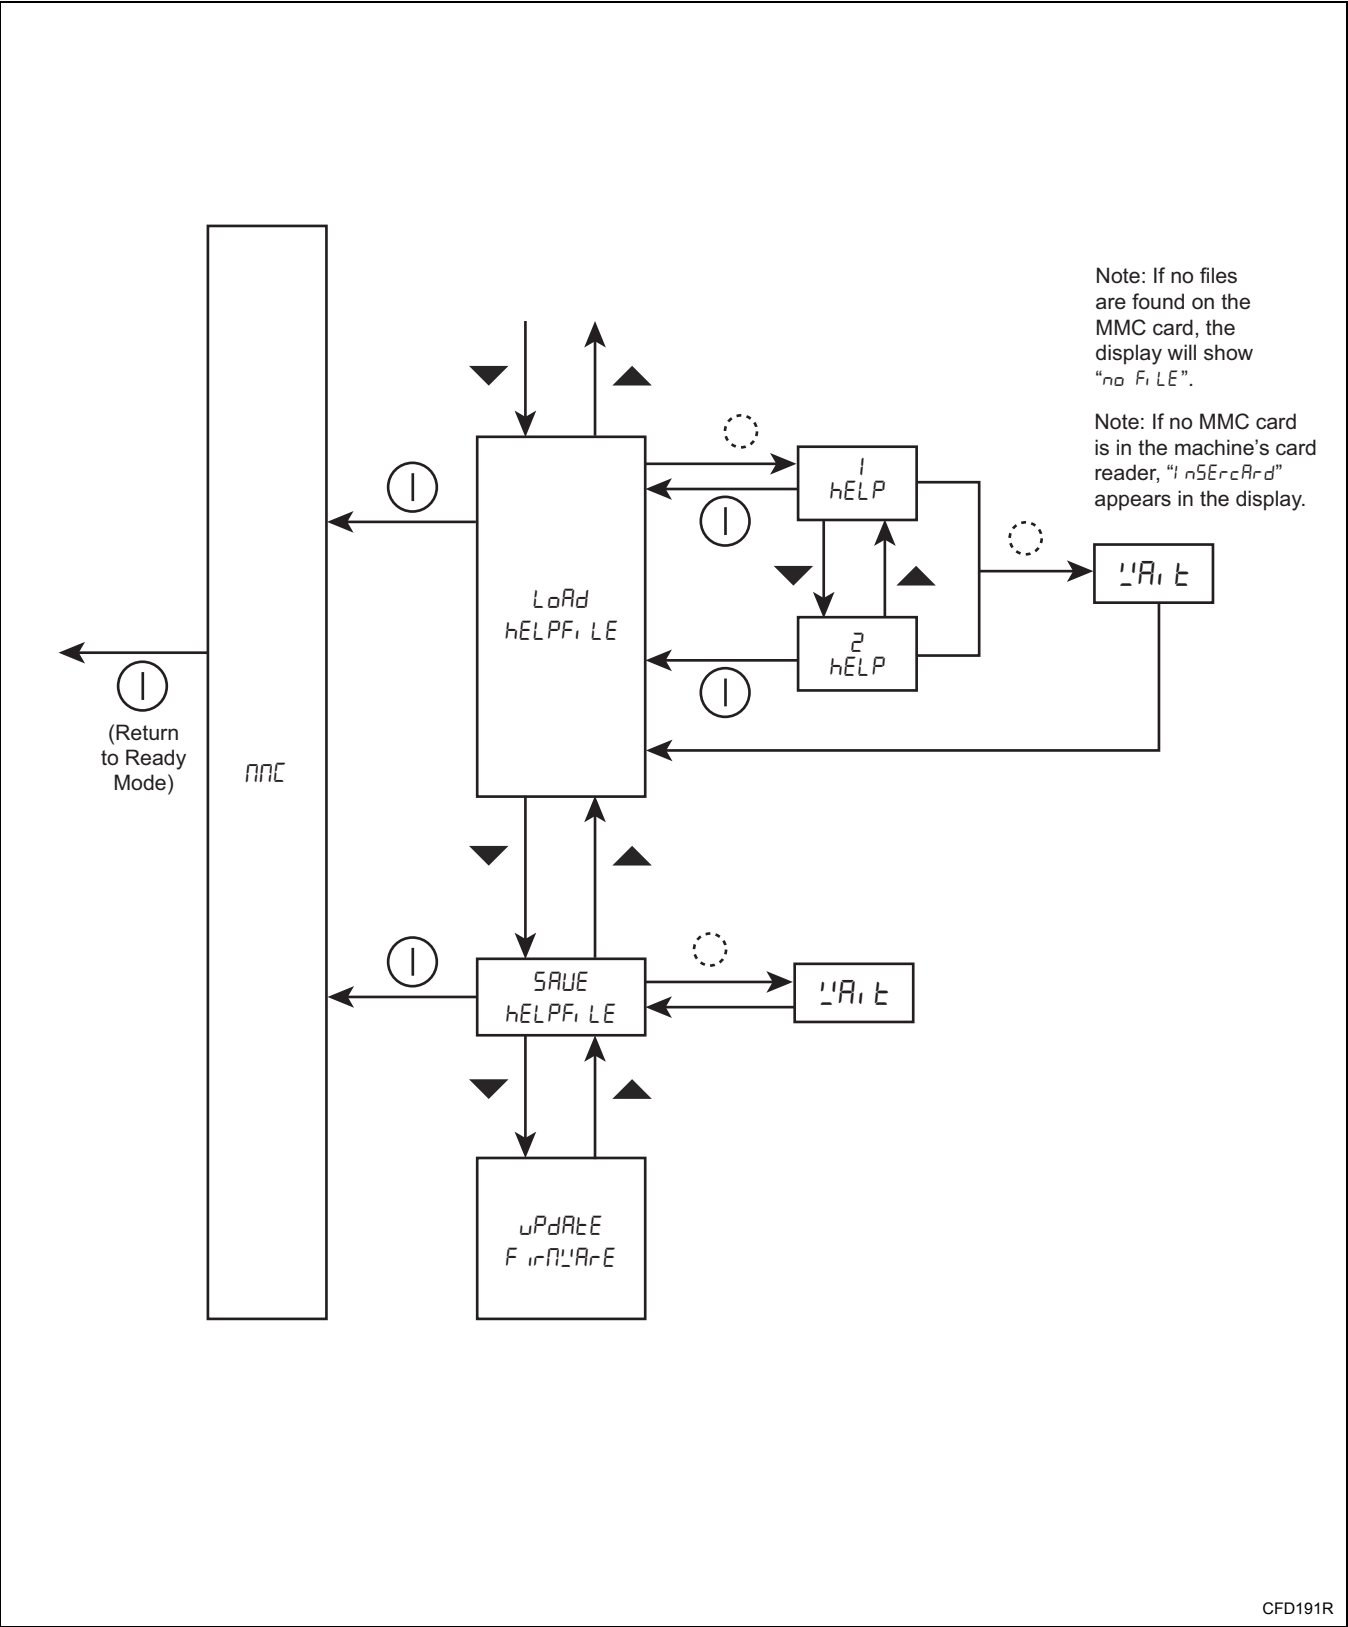 Note: If no files
are found on the
MMC card, the
display will show
“no FiLE”.
Note: If no MMC card
is in the machine’s card
reader, “InSErcArd”
appears in the display.
1
hELP
WAit
LoAd
hELPFiLE
2
hELP
(Return
to Ready
Mode)
MMC
SAVE
hELPFiLE
WAit
uPdAtE
FirMWArE
CFD191R